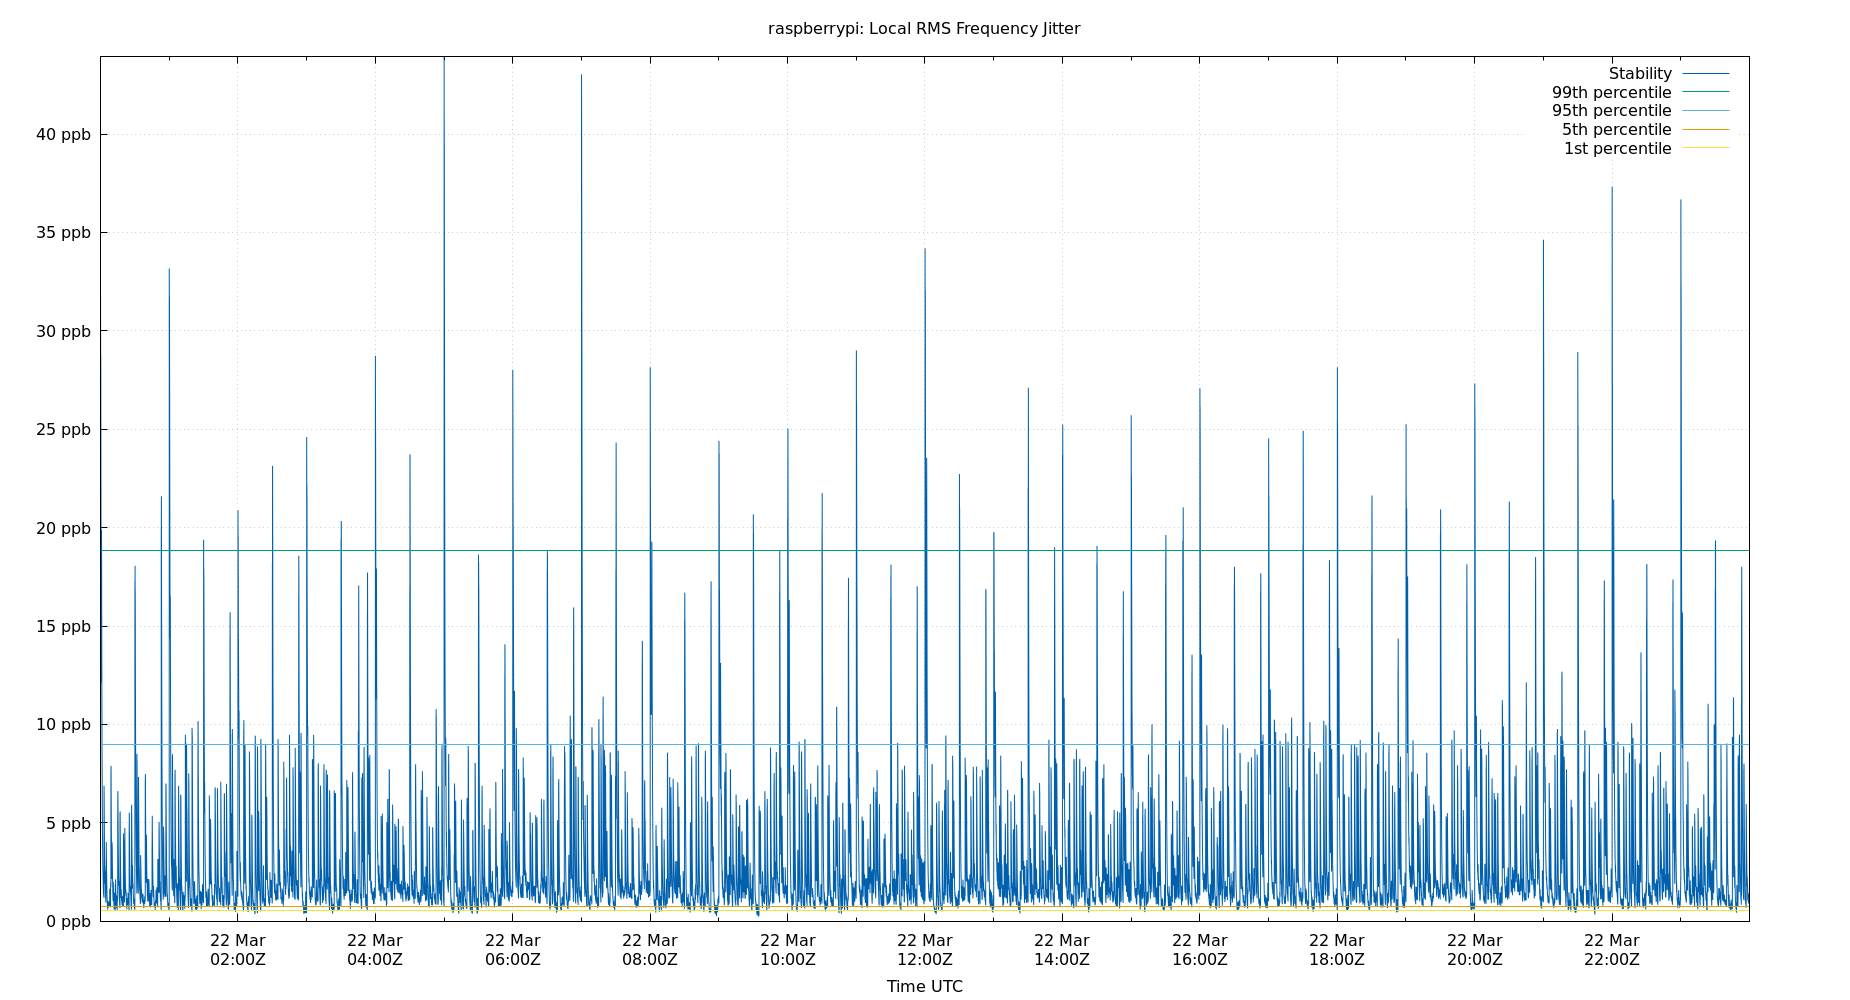 raspberrypi: Local RMS Frequency Jitter
Stability
99th percentile
95th percentile
5th percentile
1st percentile
40 ppb
35 ppb
30 ppb
25 ppb
20 ppb
15 ppb
10 ppb
5 ppb
0 ppb
22 Mar 22 Mar 22 Mar 22 Mar 22 Mar 22 Mar 22 Mar 22 Mar 22 Mar 22 Mar 22 Mar
02:00Z 04:00Z 06:00Z 08:00Z 10:00Z 12:00Z 14:00Z 16:00Z 18:00Z 20:00Z 22:00Z
Time UTC